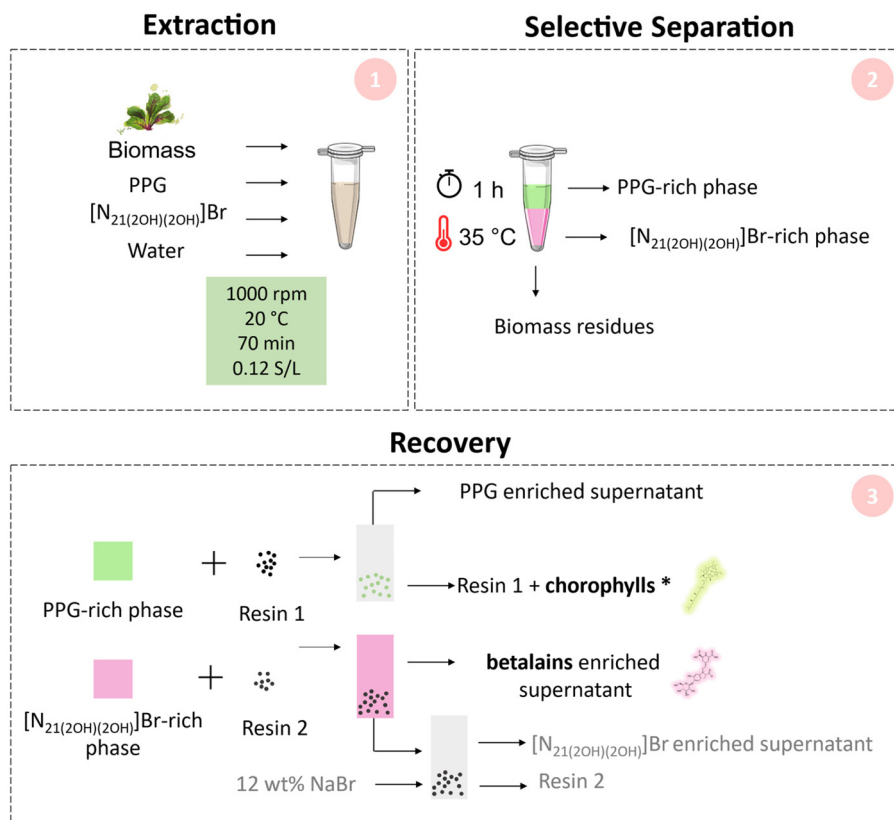 Extraction
1
Biomass
PPG
[N21(2OH)(2OH)]Br
Water
1000 rpm
20 °C
70 min
0.12 S/L
Selective Separation
2
1 h
35 °C
PPG-rich phase
[N21(2OH)(2OH)]Br-rich phase
Biomass residues
Recovery
3
PPG enriched supernatant
PPG-rich phase
+
Resin 1
Resin 1 + chorophylls *
[N21(2OH)(2OH)]Br-rich
phase
+
Resin 2
betalains enriched
supernatant
[N21(2OH)(2OH)]Br enriched supernatant
12 wt% NaBr
Resin 2